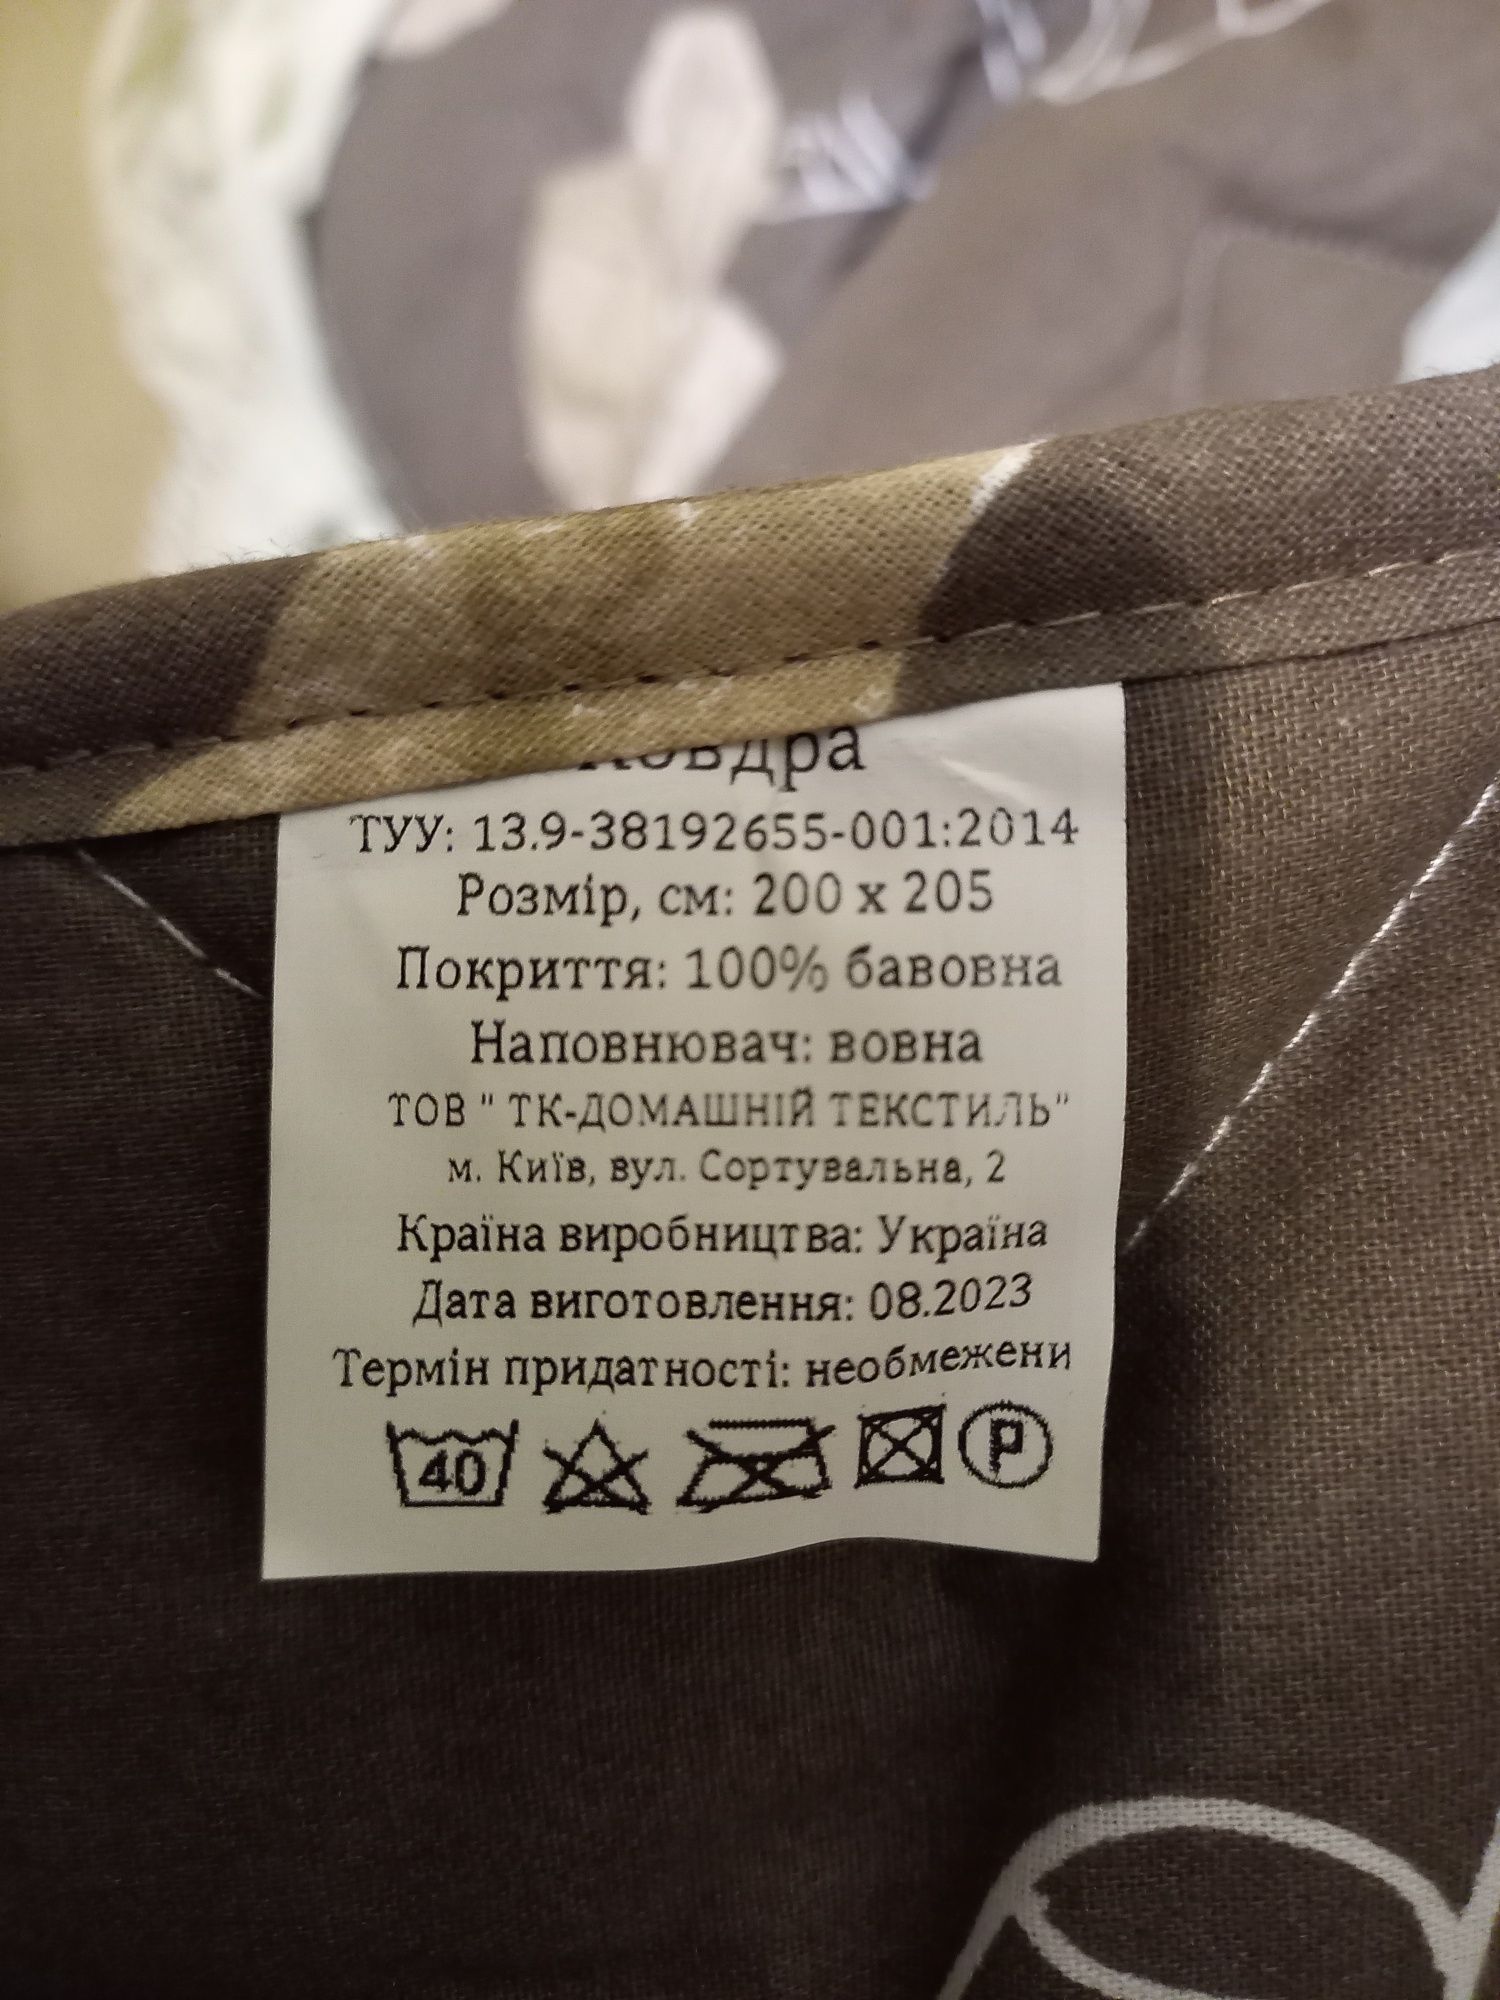 Ковдра
ТУУ: 13.9-38192655-001:2014
Розмір, см: 200 х 205
Покриття: 100% бавовна
Наповнювач: вовна
ТОВ " ТК-ДОМАШНІЙ ТЕКСТИЛЬ"
м. Київ, вул. Сортувальна, 2
Країна виробництва: Україна
Дата виготовлення: 08.2023
Термін придатності: необмежени
40
P